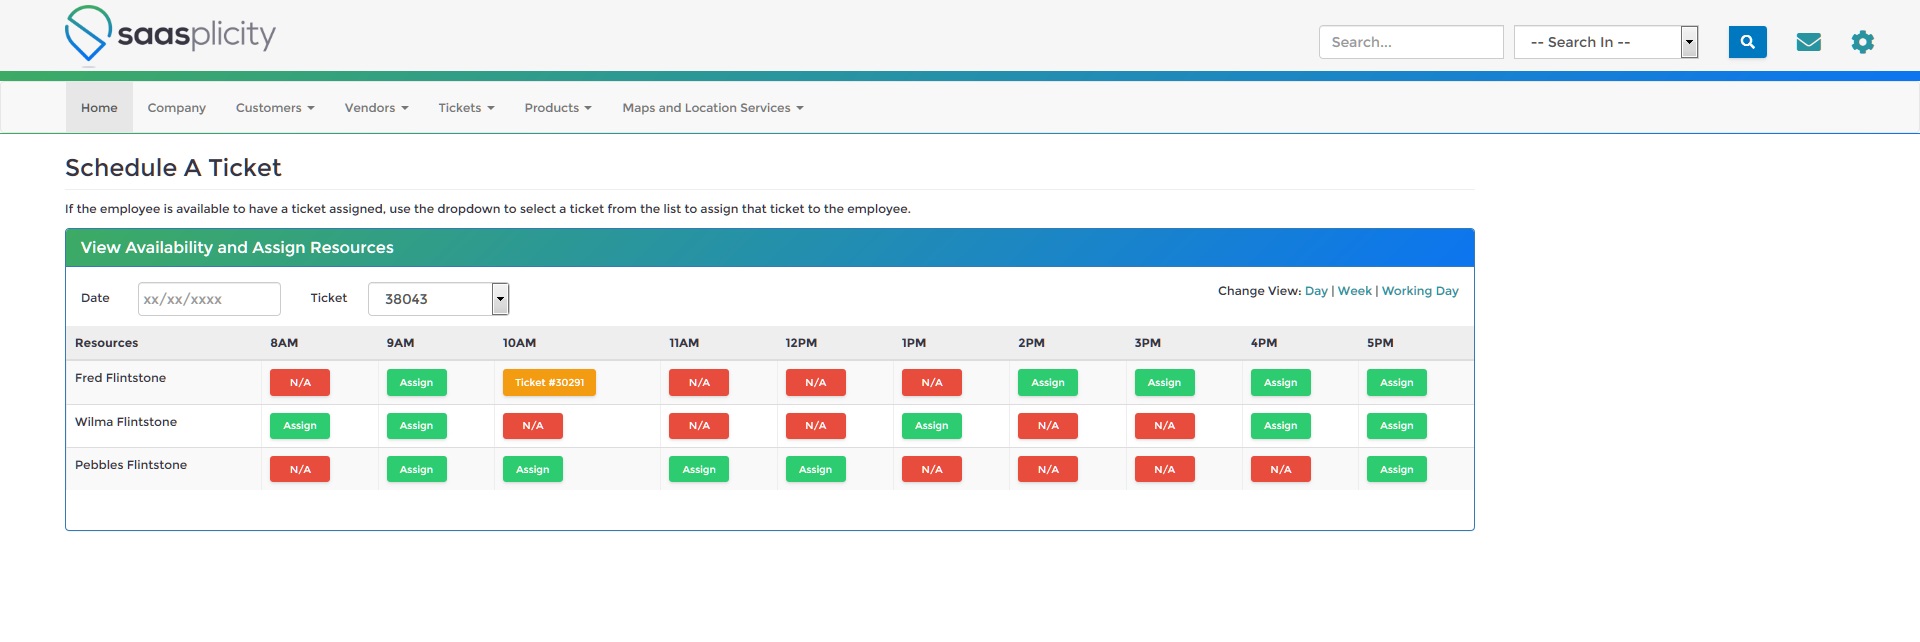 saasplicity
Search... -- Search In --
Home Company Customers Vendors Tickets Products Maps and Location Services
Schedule A Ticket
If the employee is available to have a ticket assigned, use the dropdown to select a ticket from the list to assign that ticket to the employee.
View Availability and Assign Resources
Date xx/xx/xxxx Ticket 38043 Change View: Day | Week | Working Day
Resources 8AM 9AM 10AM 11AM 12PM 1PM 2PM 3PM 4PM 5PM
Fred Flintstone N/A Assign Ticket #30291 N/A N/A N/A Assign Assign Assign Assign
Wilma Flintstone Assign Assign N/A N/A N/A Assign N/A N/A Assign Assign
Pebbles Flintstone N/A Assign Assign Assign Assign N/A N/A N/A N/A Assign